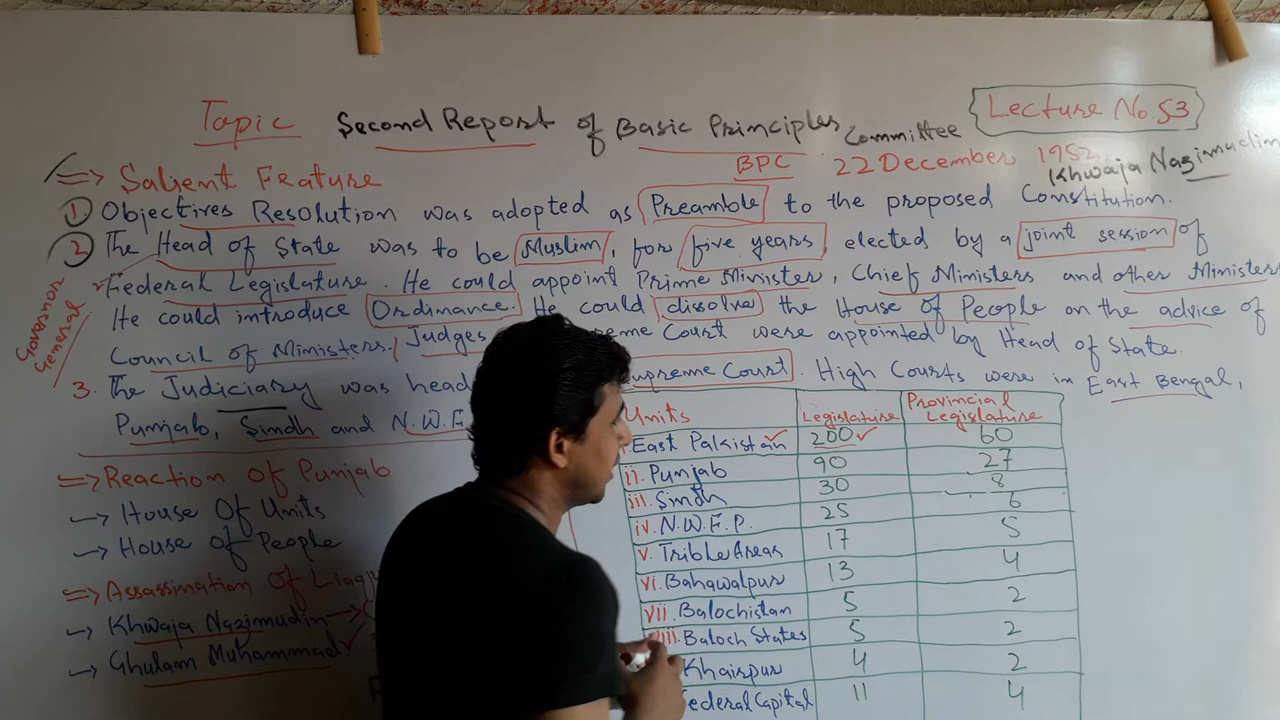 Topic Second Report of Basic Principles Committee
Lecture No.53
BPC 22 December 1952
Khwaja Nazimudin
=> Salient Feature
① Objectives Resolution was adopted as Preamble to the proposed Constitution.
② The Head of State was to be Muslim, for five years, elected by a joint session of
Federal Legislature. He could appoint Prime Minister, Chief Ministers and other Ministers
He could introduce Ordinance. He could disolve the House of People on the advice of
Council of Ministers. Judges Court were appointed by Head of State.
Governor General
3. The Judiciary was head Supreme Court. High Courts were in East Bengal,
Punjab, Sindh and N.W.F.
=> Reaction of Punjab
-> House Of Units
-> House of People
=> Assassination of Liaq
-> Khwaja Nazimudin
-> Ghulam Muhammad
Units Legislature Provincial Legislature
East Pakistan 200 60
ii. Punjab 90 27
iii. Sindh 30 8
iv. N.W.F.P. 25 6
v. Trible Areas 17 5
vi. Bahawalpur 13 4
vii. Balochistan 5 2
viii. Baloch States 5 2
Khairpur 4 2
ederal Capital 11 4